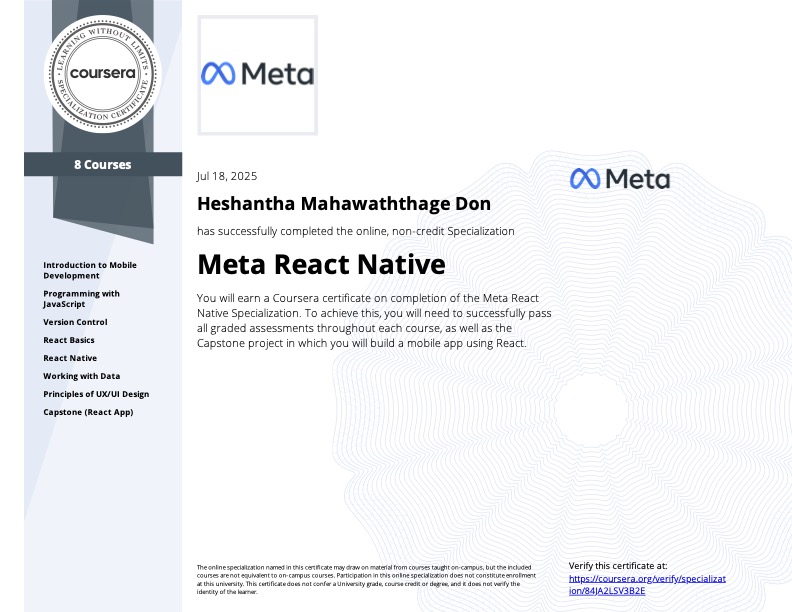 LEARNING WITHOUT LIMITS
coursera
SPECIALIZATION CERTIFICATE
8 Courses
Introduction to Mobile
Development
Programming with
JavaScript
Version Control
React Basics
React Native
Working with Data
Principles of UX/UI Design
Capstone (React App)
Meta
Jul 18, 2025
Meta
Heshantha Mahawaththage Don
has successfully completed the online, non-credit Specialization
Meta React Native
You will earn a Coursera certificate on completion of the Meta React
Native Specialization. To achieve this, you will need to successfully pass
all graded assessments throughout each course, as well as the
Capstone project in which you will build a mobile app using React.
The online specialization named in this certificate may draw on material from courses taught on-campus, but the included
courses are not equivalent to on-campus courses. Participation in this online specialization does not constitute enrollment
at this university. This certificate does not confer a University grade, course credit or degree, and it does not verify the
identity of the learner.
Verify this certificate at:
https://coursera.org/verify/specializat
ion/84JA2LSV3B2E